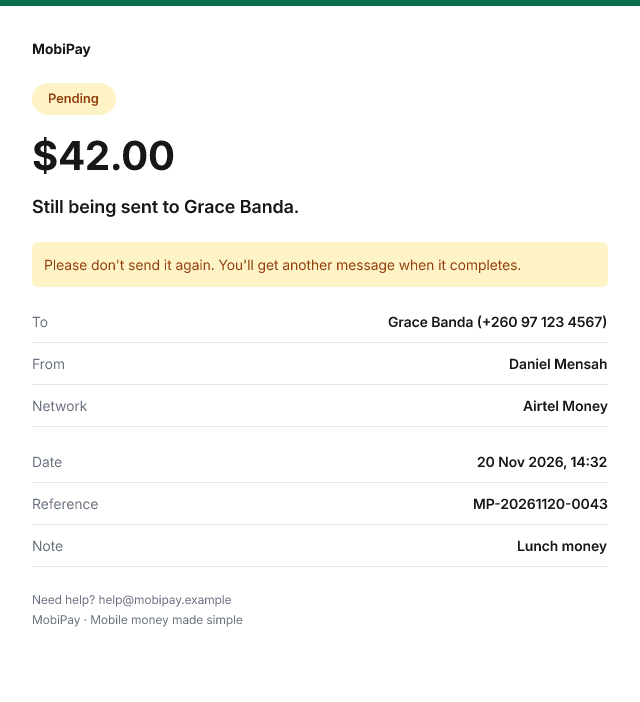 MobiPay
Pending
$42.00
Still being sent to Grace Banda.
Please don't send it again. You'll get another message when it completes.
To Grace Banda (+260 97 123 4567)
From Daniel Mensah
Network Airtel Money
Date 20 Nov 2026, 14:32
Reference MP-20261120-0043
Note Lunch money
Need help? help@mobipay.example
MobiPay · Mobile money made simple